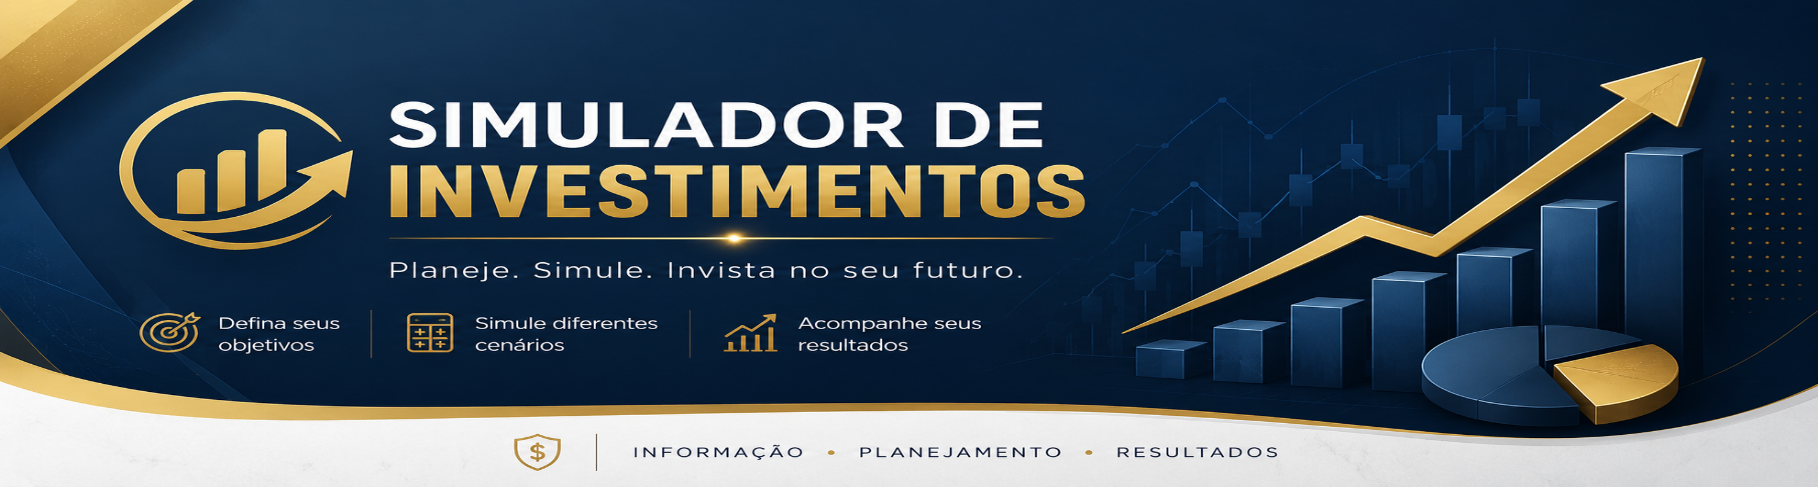 SIMULADOR DE
INVESTIMENTOS
Planeje. Simule. Invista no seu futuro.
Defina seus
objetivos
Simule diferentes
cenários
Acompanhe seus
resultados
$
INFORMAÇÃO • PLANEJAMENTO • RESULTADOS